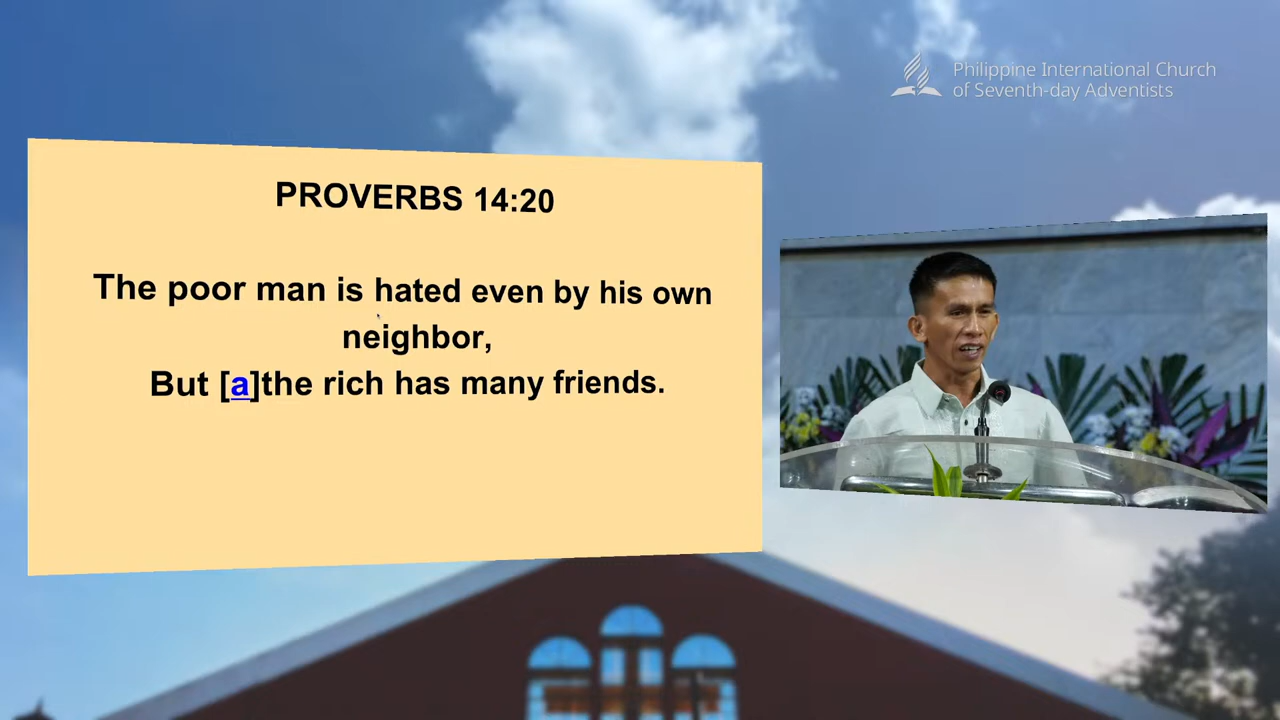 Philippine International Church
of Seventh-day Adventists
PROVERBS 14:20
The poor man is hated even by his own
neighbor,
But [a]the rich has many friends.